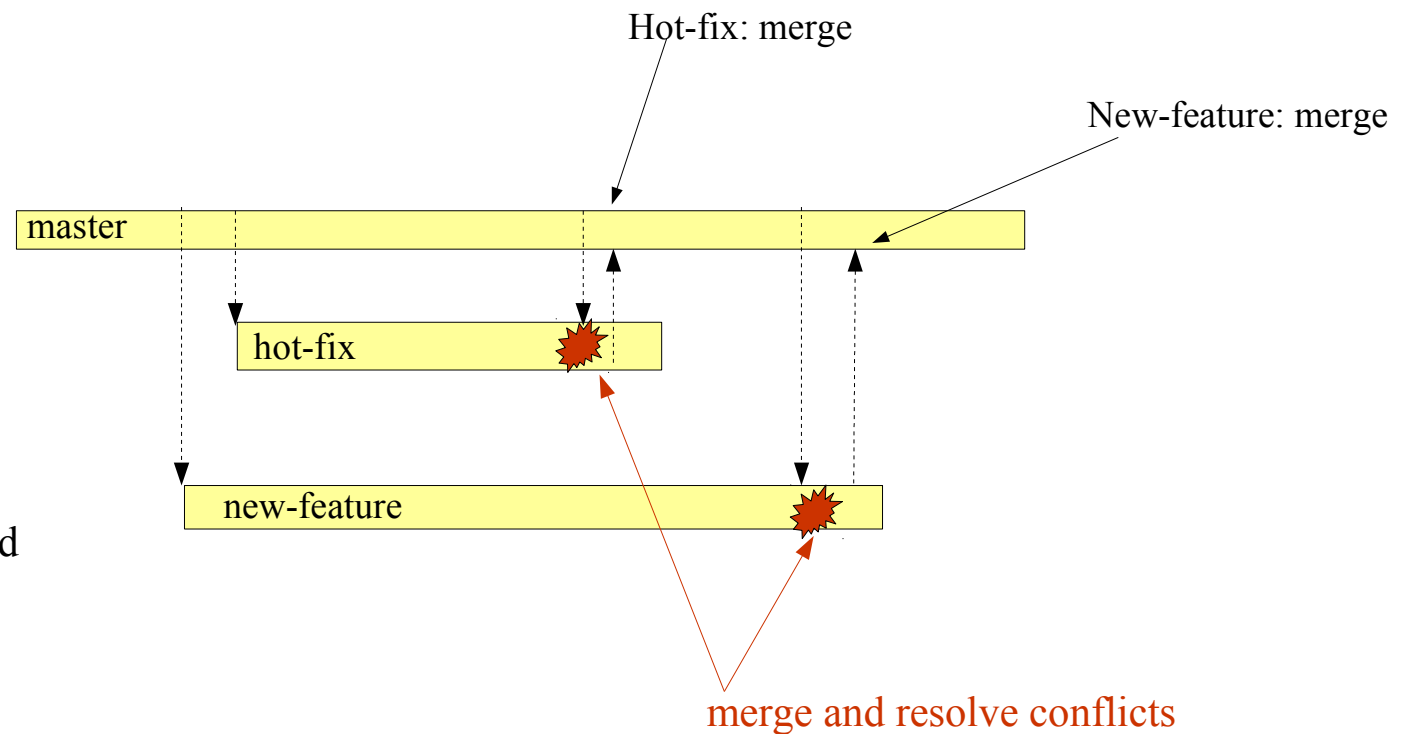 Hot-fix: merge
New-feature: merge
master
hot-fix
new-feature
d
merge and resolve conflicts